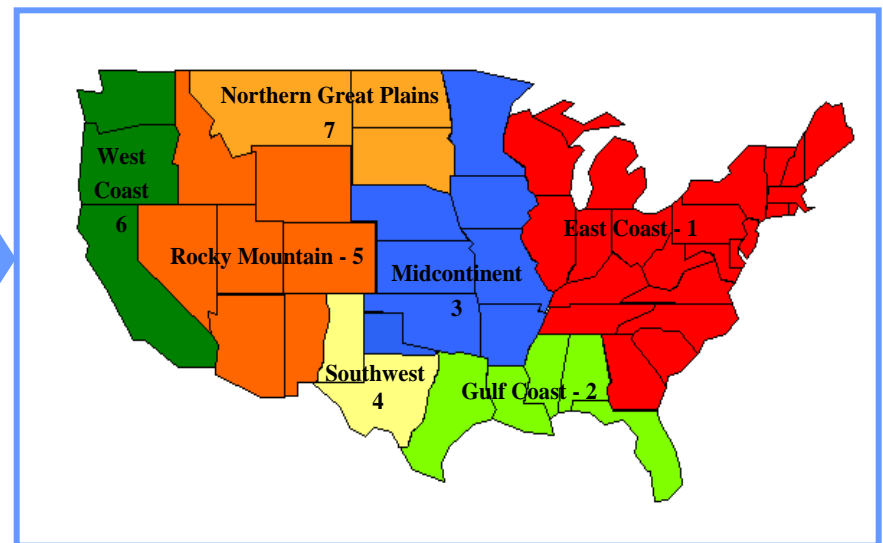 Northern Great Plains
7
West
Coast
6
Rocky Mountain - 5
East Coast - 1
Midcontinent
3
Southwest
4
Gulf Coast - 2